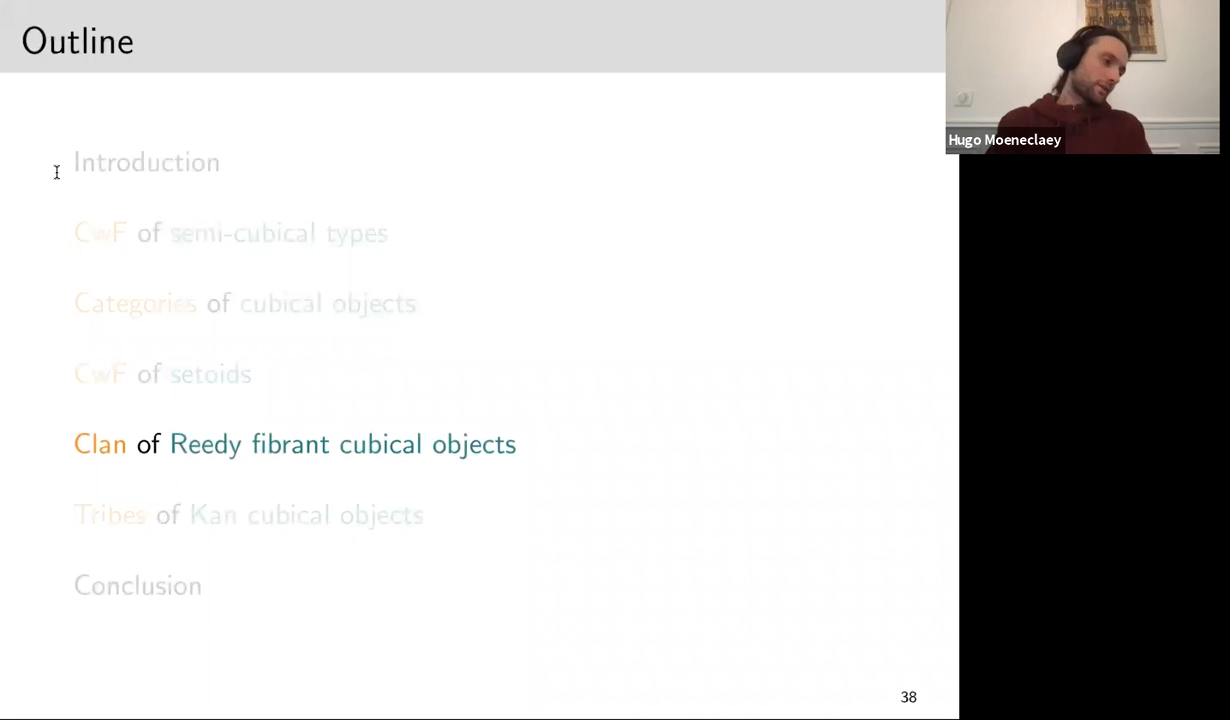 Outline
Hugo Moeneclaey
Introduction
CwF of semi-cubical types
Categories of cubical objects
CwF of setoids
Clan of Reedy fibrant cubical objects
Tribes of Kan cubical objects
Conclusion
38